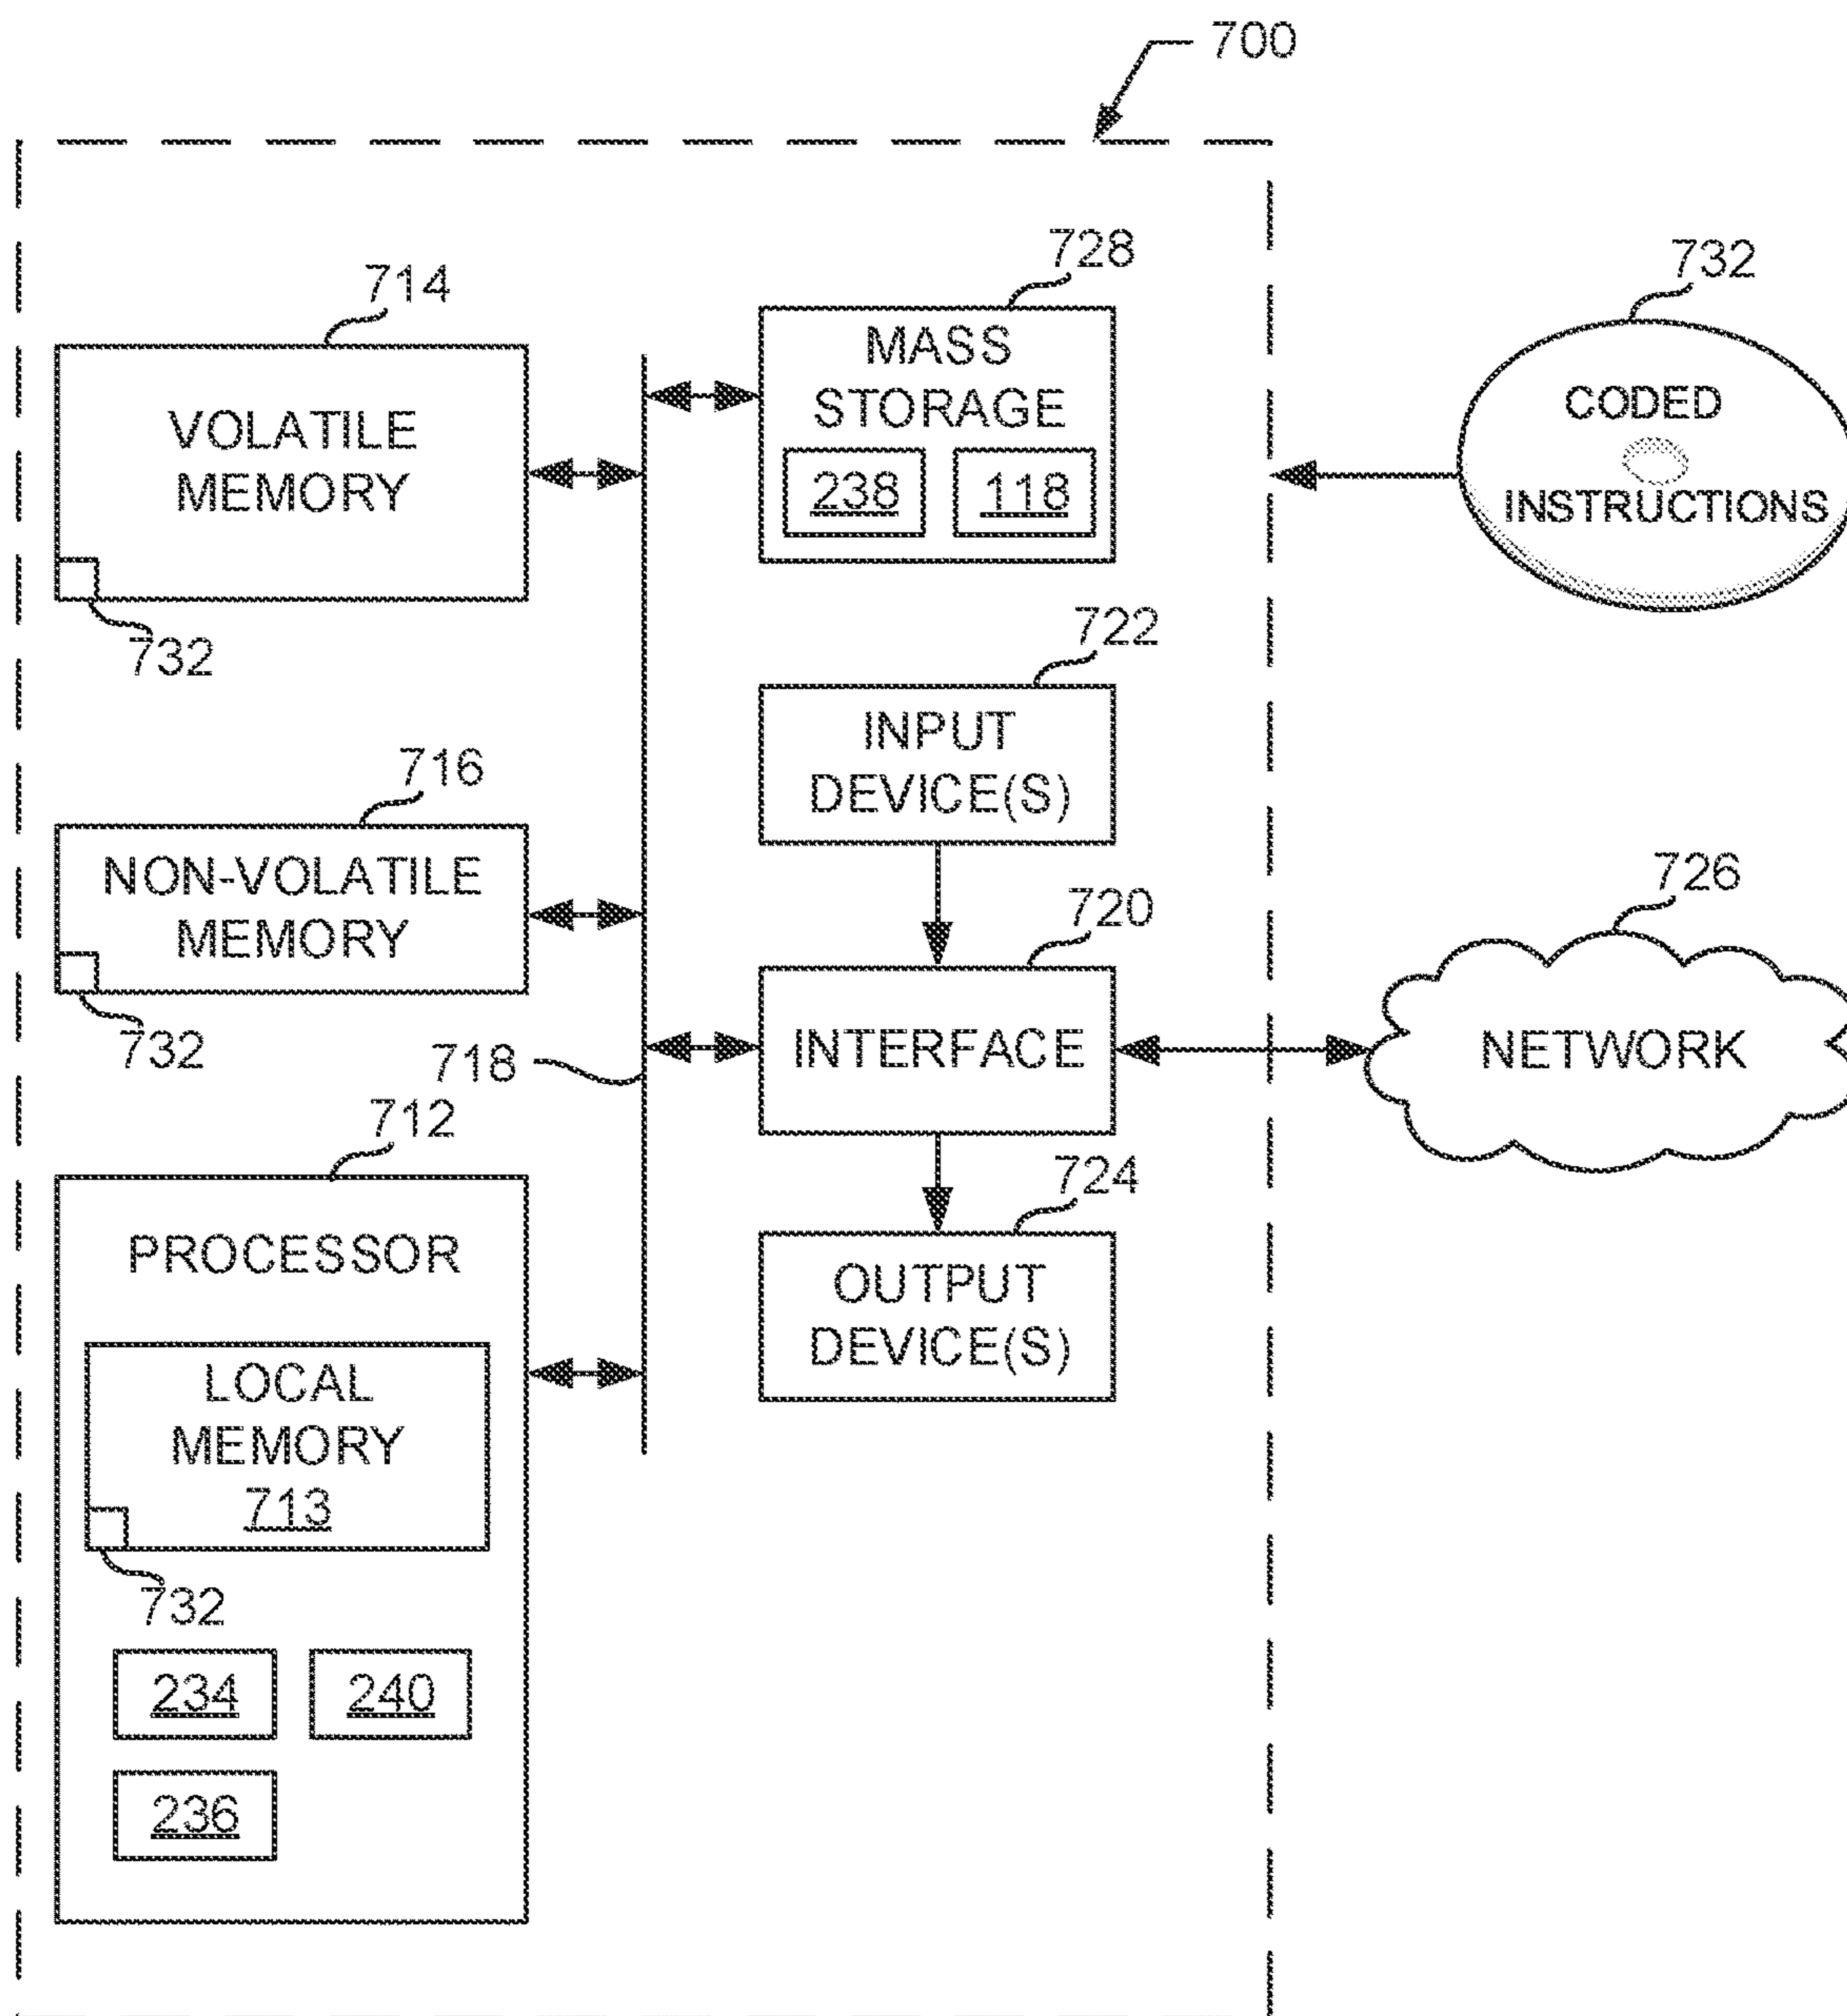 700
714
VOLATILE
MEMORY
732
728
MASS
STORAGE
238 118
732
CODED
INSTRUCTIONS
722
INPUT
DEVICE(S)
716
NON-VOLATILE
MEMORY
732
718
720
INTERFACE
726
NETWORK
712
PROCESSOR
LOCAL
MEMORY
713
732
234 240
236
724
OUTPUT
DEVICE(S)